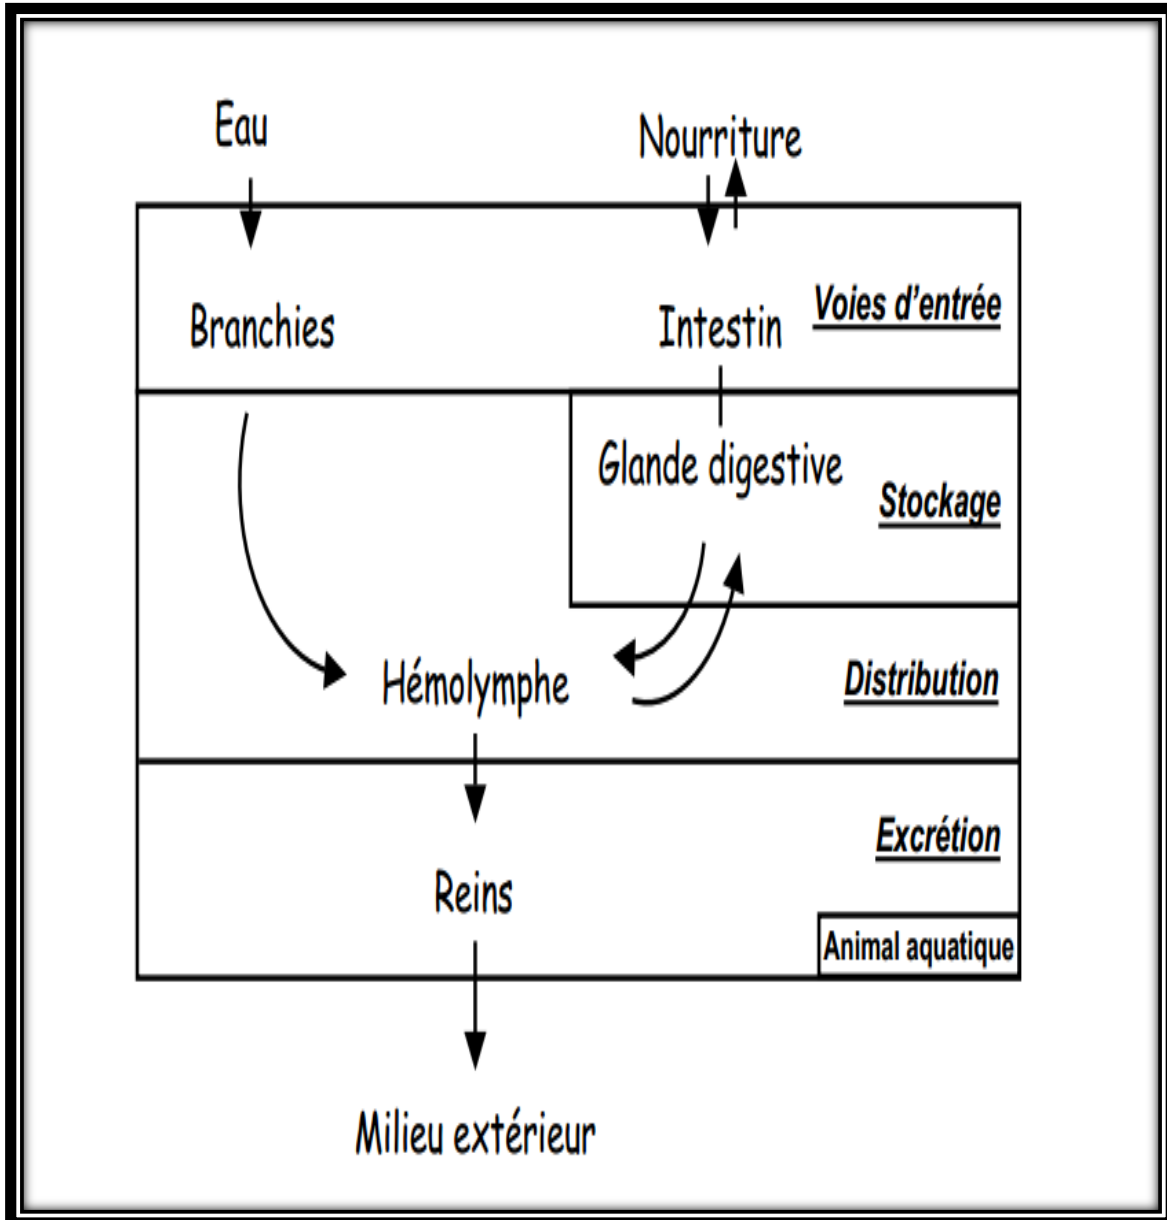 Eau
Nourriture
Voies d'entrée
Branchies
Intestin
Glande digestive
Stockage
Hémolymphe
Distribution
Excrétion
Reins
Animal aquatique
Milieu extérieur